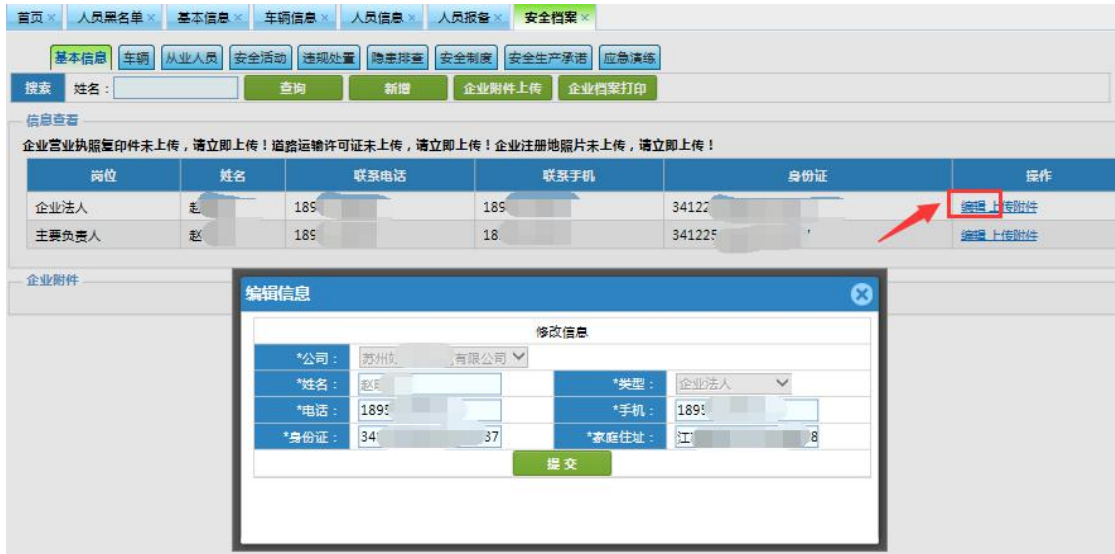 首页 × 人员黑名单 × 基本信息 × 车辆信息 × 人员信息 × 人员报备 × 安全档案 ×
基本信息 车辆 从业人员 安全活动 违规处置 隐患排查 安全制度 安全生产承诺 应急演练
搜索 姓名： 查询 新增 企业附件上传 企业档案打印
信息查看
企业营业执照复印件未上传，请立即上传！道路运输许可证未上传，请立即上传！企业注册地照片未上传，请立即上传！
岗位 姓名 联系电话 联系手机 身份证 操作
企业法人 赵 189 189 3412 编辑 上传附件
主要负责人 赵 189 18 341225 编辑 上传附件
企业附件
编辑信息
修改信息
*公司： 苏州 有限公司
*姓名： 赵 *类型： 企业法人
*电话： 189 *手机： 189
*身份证： 34 37 *家庭住址： 江 8
提交